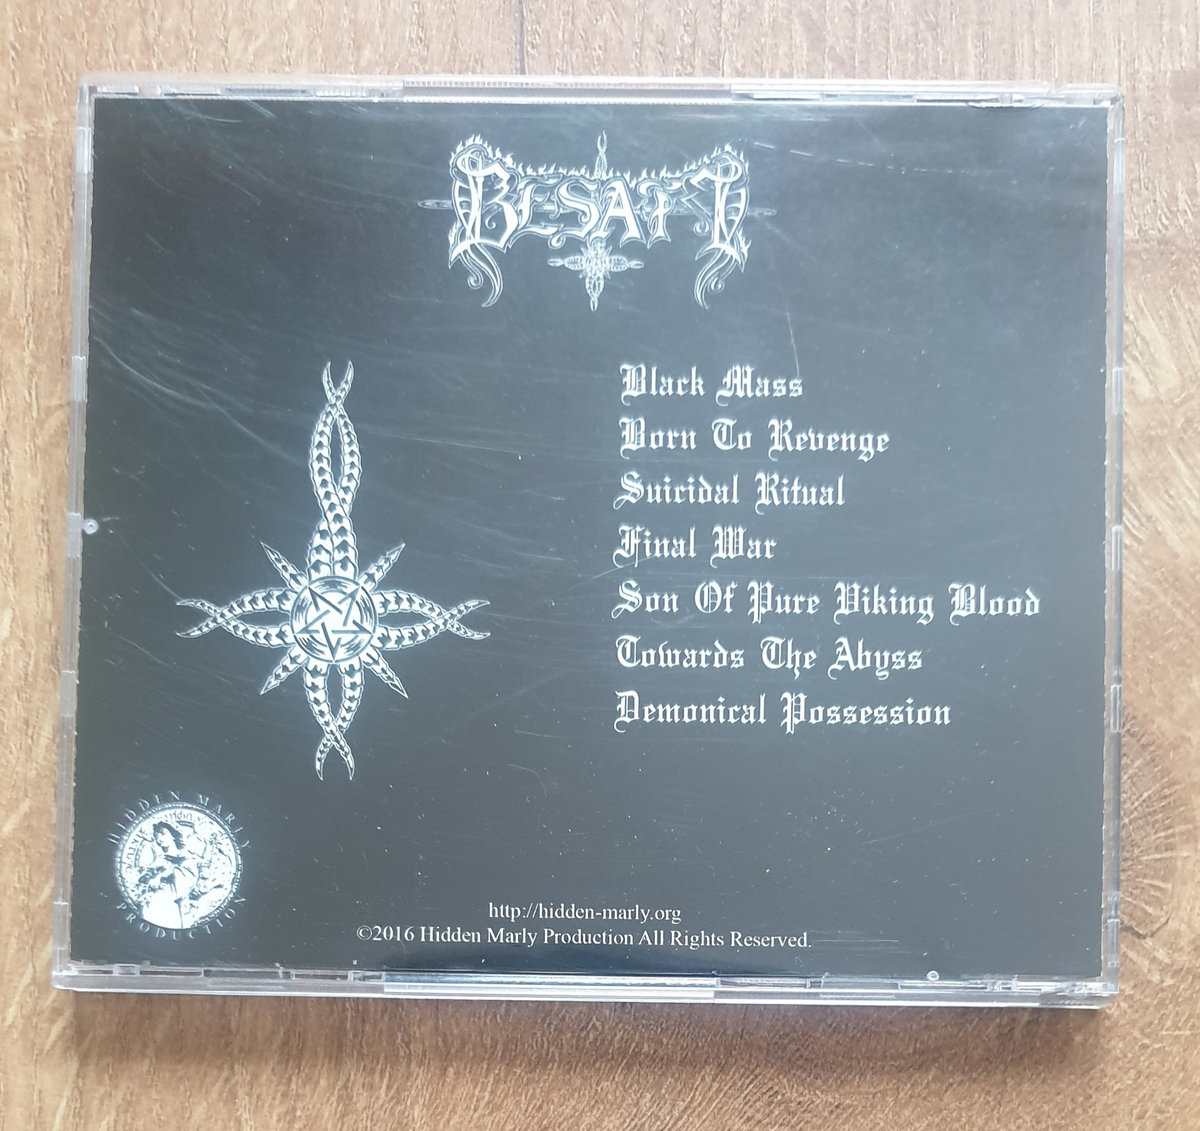 BESATT
Black Mass
Born To Revenge
Suicidal Ritual
Final War
Son Of Pure Viking Blood
Towards The Abyss
Demonical Possession
HIDDEN MARLY
PRODUCTION
http://hidden-marly.org
©2016 Hidden Marly Production All Rights Reserved.